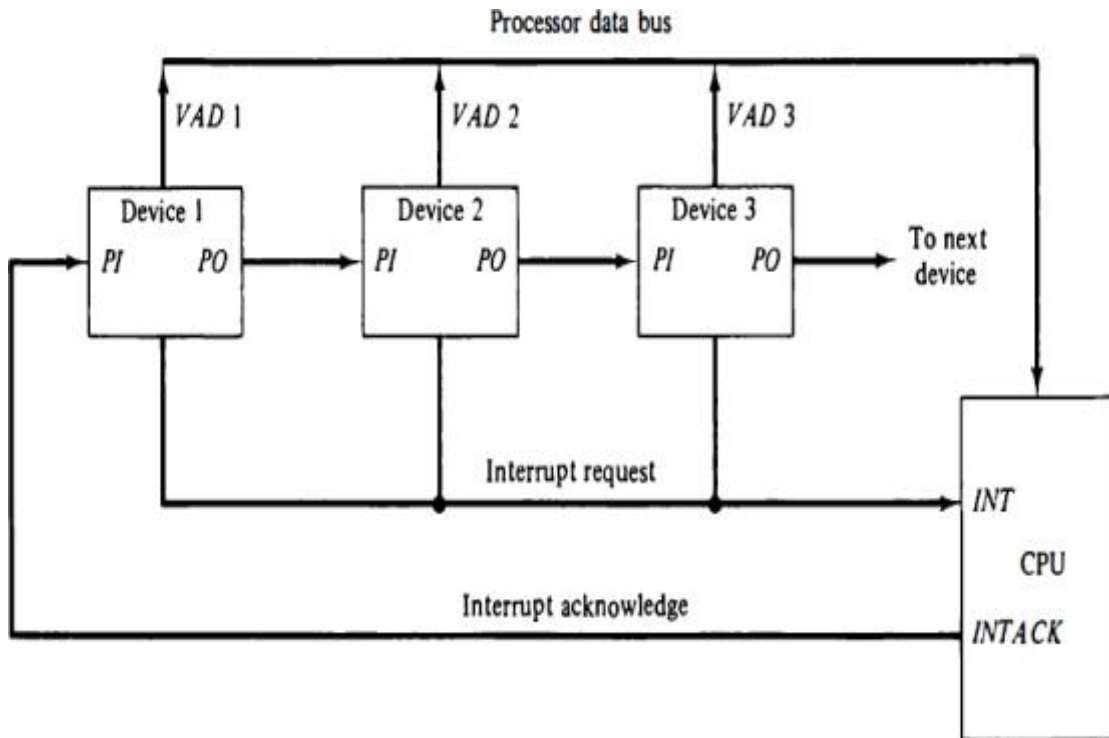 Processor data bus
VAD 1
VAD 2
VAD 3
Device 1
PI
PO
Device 2
PI
PO
Device 3
PI
PO
To next
device
Interrupt request
INT
CPU
Interrupt acknowledge
INTACK